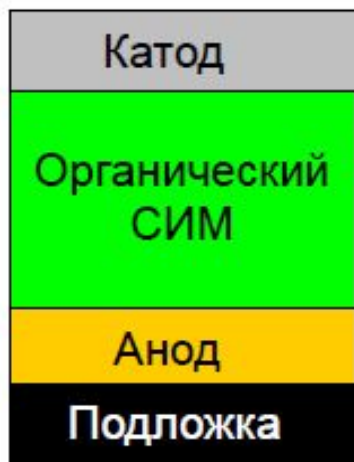 Катод
Органический
СИМ
Анод
Подложка